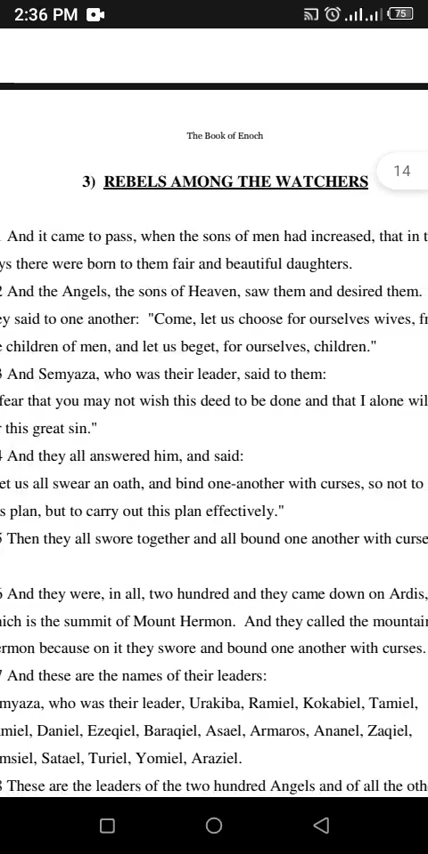 2:36 PM
75
The Book of Enoch
14
3) REBELS AMONG THE WATCHERS
And it came to pass, when the sons of men had increased, that in t
ys there were born to them fair and beautiful daughters.
2 And the Angels, the sons of Heaven, saw them and desired them.
ey said to one another: "Come, let us choose for ourselves wives, fr
e children of men, and let us beget, for ourselves, children."
3 And Semyaza, who was their leader, said to them:
fear that you may not wish this deed to be done and that I alone wil
r this great sin."
4 And they all answered him, and said:
et us all swear an oath, and bind one-another with curses, so not to
s plan, but to carry out this plan effectively."
5 Then they all swore together and all bound one another with curse
6 And they were, in all, two hundred and they came down on Ardis,
hich is the summit of Mount Hermon. And they called the mountai
ermon because on it they swore and bound one another with curses.
7 And these are the names of their leaders:
myaza, who was their leader, Urakiba, Ramiel, Kokabiel, Tamiel,
miel, Daniel, Ezeqiel, Baraqiel, Asael, Armaros, Ananel, Zaqiel,
msiel, Satael, Turiel, Yomiel, Araziel.
8 These are the leaders of the two hundred Angels and of all the oth